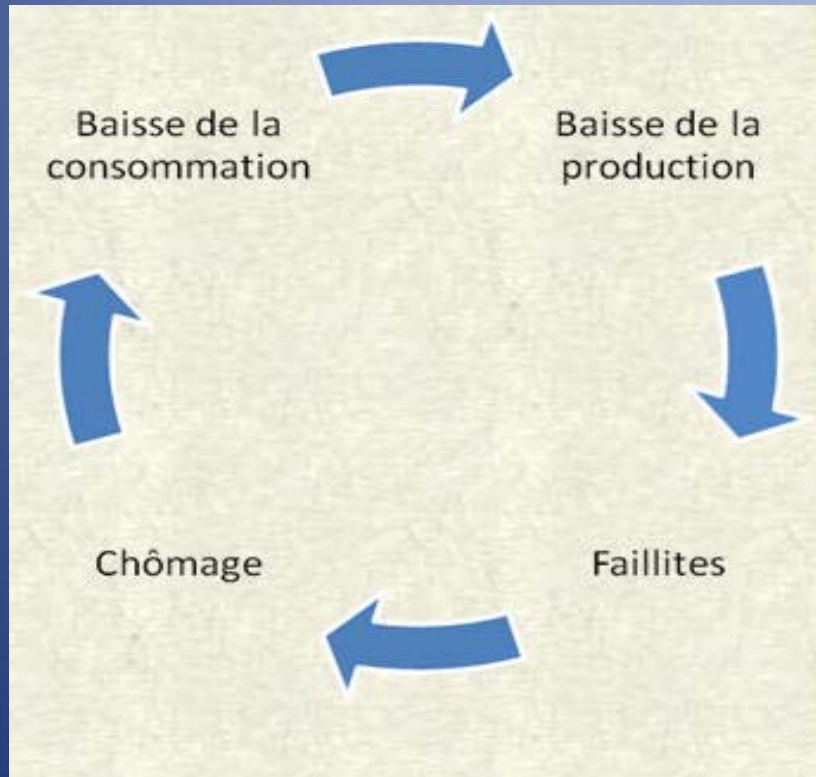 Baisse de la
consommation
Baisse de la
production
Faillites
Chômage